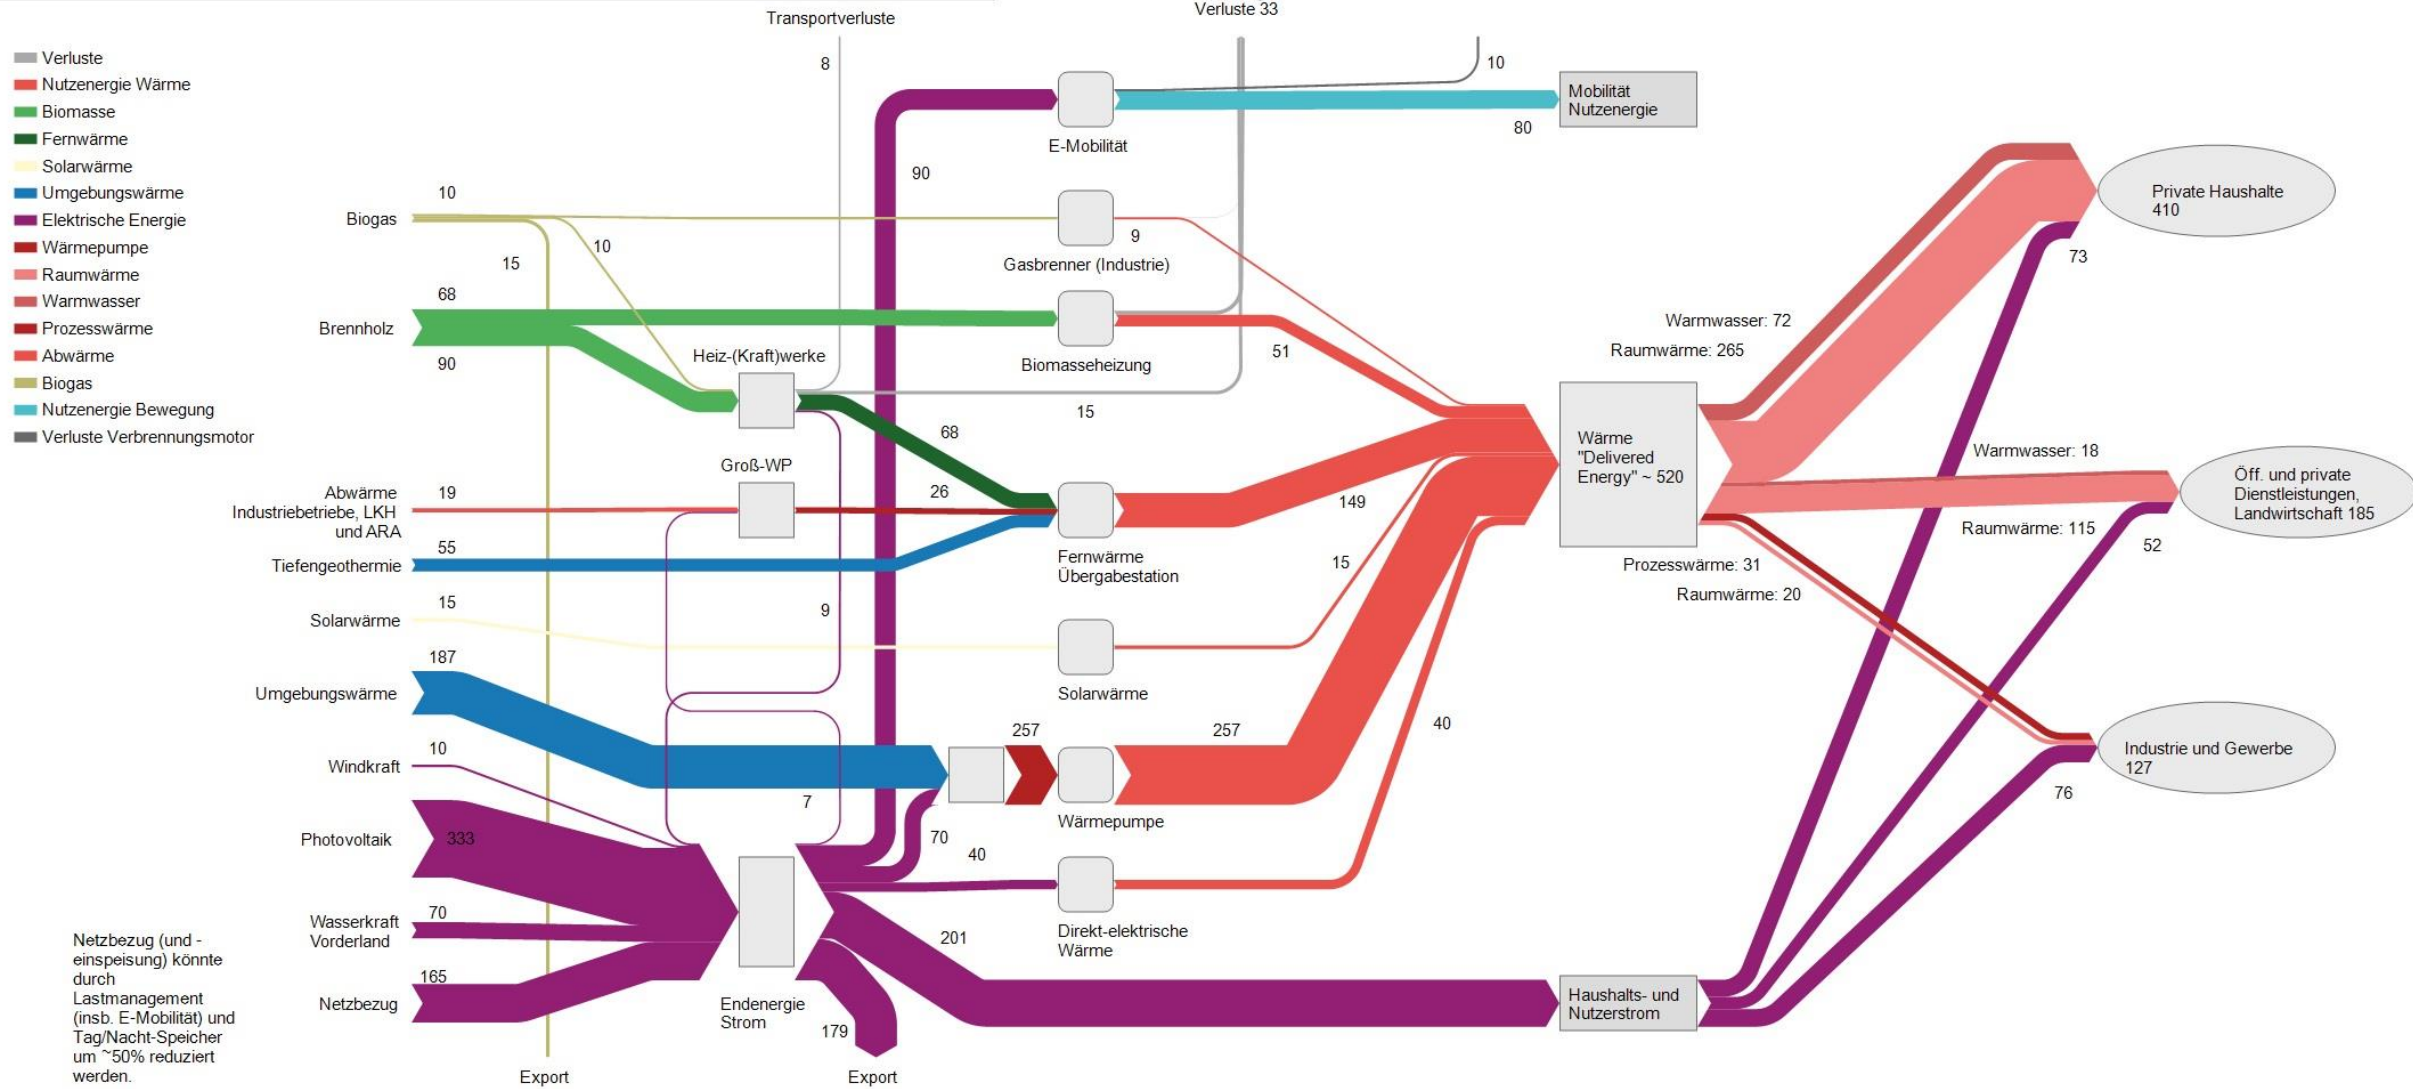 Transportverluste
Verluste 33
8
10
Verluste
Nutzenergie Wärme
Biomasse
Fernwärme
Solarwärme
Umgebungswärme
Elektrische Energie
Wärmepumpe
Raumwärme
Warmwasser
Prozesswärme
Abwärme
Biogas
Nutzenergie Bewegung
Verluste Verbrennungsmotor
Mobilität
Nutzenergie
80
E-Mobilität
90
10
Biogas
10
15
9
Gasbrenner (Industrie)
68
Brennholz
90
Heiz-(Kraft)werke
Biomasseheizung
51
15
68
Groß-WP
26
19
Abwärme
Industriebetriebe, LKH
und ARA
55
Tiefengeothermie
Fernwärme
Übergabestation
149
15
Solarwärme
15
9
Solarwärme
187
Umgebungswärme
257
257
40
10
Windkraft
7
70
Wärmepumpe
Photovoltaik
333
40
Direkt-elektrische
Wärme
70
Wasserkraft
Vorderland
201
165
Netzbezug
Endenergie
Strom
179
Export
Export
Netzbezug (und -
einspeisung) könnte
durch
Lastmanagement
(insb. E-Mobilität) und
Tag/Nacht-Speicher
um ~50% reduziert
werden.
Warmwasser: 72
Raumwärme: 265
Wärme
"Delivered
Energy" ~ 520
Prozesswärme: 31
Raumwärme: 20
Haushalts- und
Nutzerstrom
Private Haushalte
410
73
Warmwasser: 18
Raumwärme: 115
52
Öff. und private
Dienstleistungen,
Landwirtschaft 185
Industrie und Gewerbe
127
76